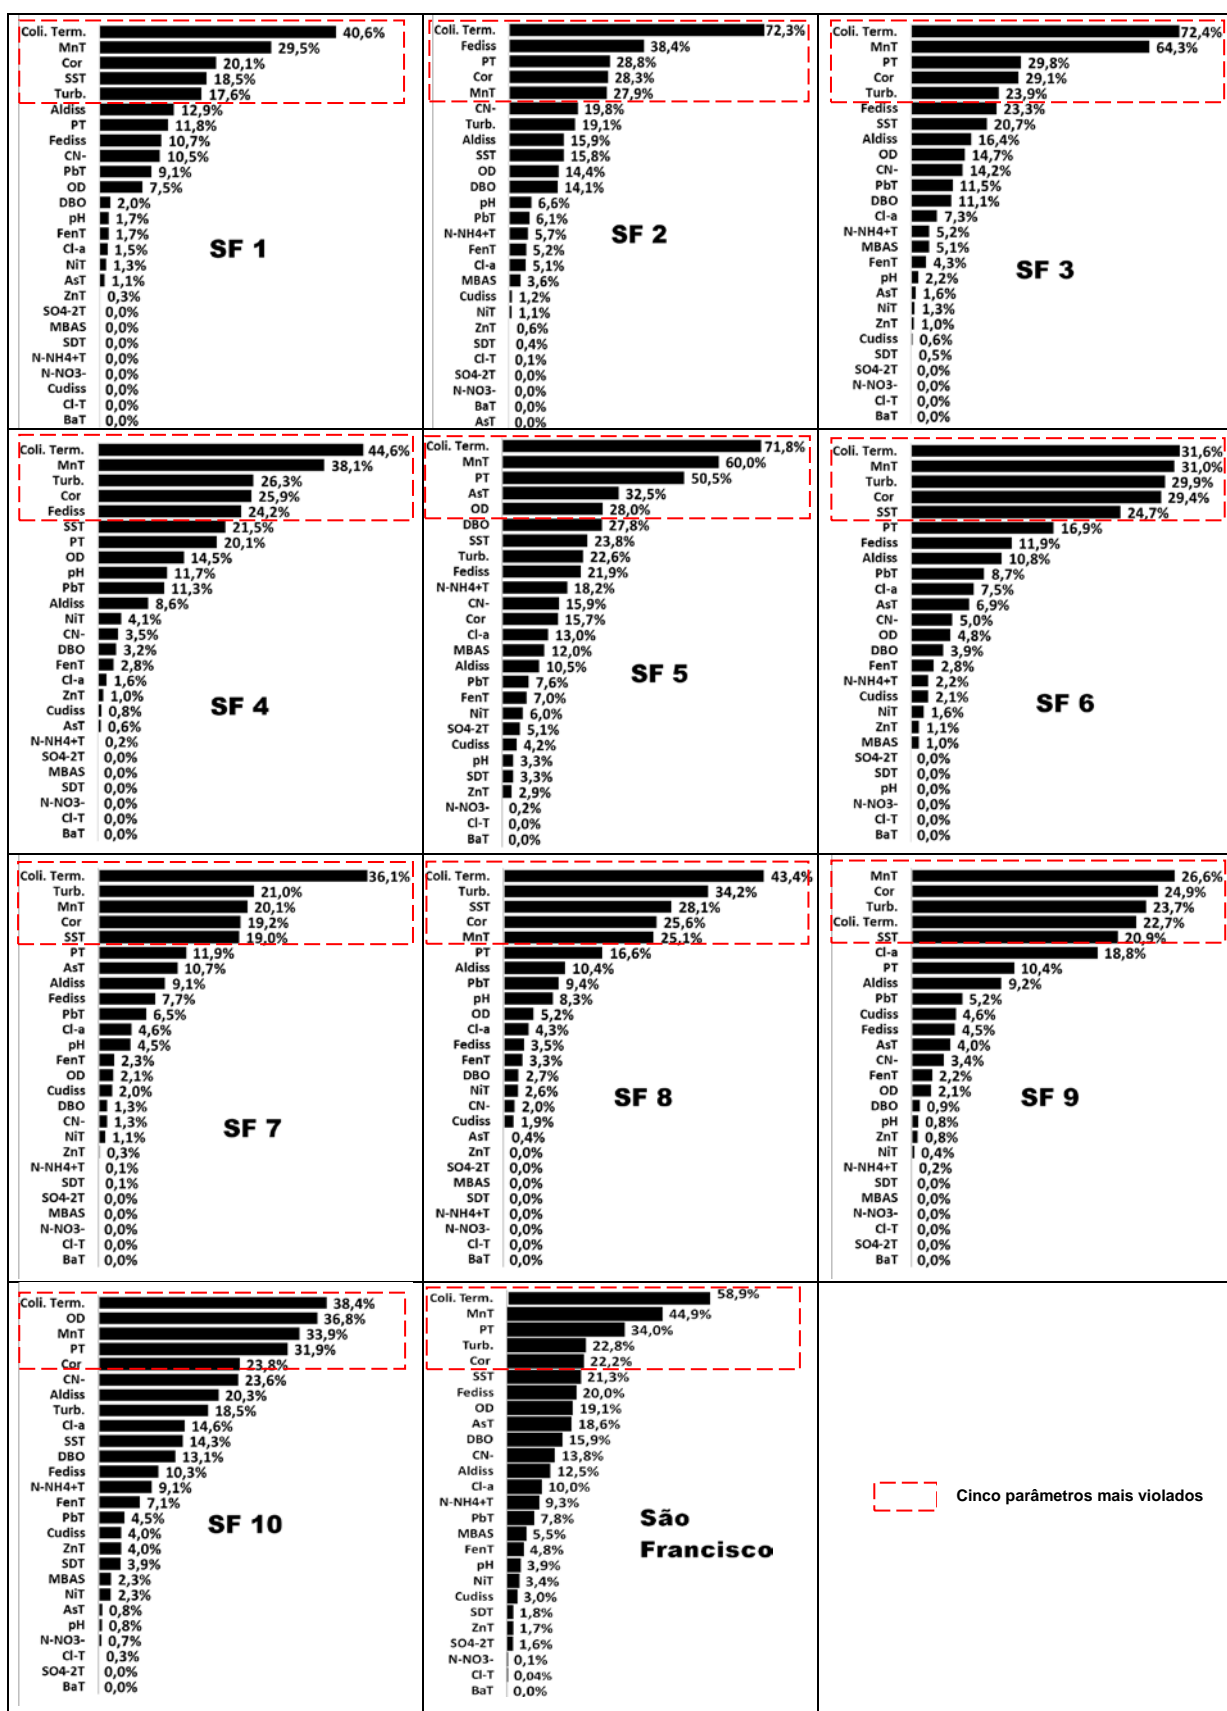 Coli. Term. 40,6%
MnT 29,5%
Cor 20,1%
SST 18,5%
Turb. 17,6%
Aldiss 12,9%
PT 11,8%
Fediss 10,7%
CN- 10,5%
PbT 9,1%
OD 7,5%
DBO 2,0%
pH 1,7%
FenT 1,7%
Cl-a 1,5%
NiT 1,3%
AsT 1,1%
ZnT 0,3%
SO4-2T 0,0%
MBAS 0,0%
SDT 0,0%
N-NH4+T 0,0%
N-NO3- 0,0%
Cudiss 0,0%
Cl-T 0,0%
BaT 0,0%
SF 1
Coli. Term. 72,3%
Fediss 38,4%
PT 28,8%
Cor 28,3%
MnT 27,9%
CN- 19,8%
Turb. 19,1%
Aldiss 15,9%
SST 15,8%
OD 14,4%
DBO 14,1%
pH 6,6%
PbT 6,1%
N-NH4+T 5,7%
FenT 5,2%
Cl-a 5,1%
MBAS 3,6%
Cudiss 1,2%
NiT 1,1%
ZnT 0,6%
SDT 0,4%
Cl-T 0,1%
SO4-2T 0,0%
N-NO3- 0,0%
BaT 0,0%
AsT 0,0%
SF 2
Coli. Term. 72,4%
MnT 64,3%
PT 29,8%
Cor 29,1%
Turb. 23,9%
Fediss 23,3%
SST 20,7%
Aldiss 16,4%
OD 14,7%
CN- 14,2%
PbT 11,5%
DBO 11,1%
Cl-a 7,3%
N-NH4+T 5,2%
MBAS 5,1%
FenT 4,3%
pH 2,2%
AsT 1,6%
NiT 1,3%
ZnT 1,0%
Cudiss 0,6%
SDT 0,5%
SO4-2T 0,0%
N-NO3- 0,0%
Cl-T 0,0%
BaT 0,0%
SF 3
Coli. Term. 44,6%
MnT 38,1%
Turb. 26,3%
Cor 25,9%
Fediss 24,2%
SST 21,5%
PT 20,1%
OD 14,5%
pH 11,7%
PbT 11,3%
Aldiss 8,6%
NiT 4,1%
CN- 3,5%
DBO 3,2%
FenT 2,8%
Cl-a 1,6%
ZnT 1,0%
Cudiss 0,8%
AsT 0,6%
N-NH4+T 0,2%
SO4-2T 0,0%
MBAS 0,0%
SDT 0,0%
N-NO3- 0,0%
Cl-T 0,0%
BaT 0,0%
SF 4
Coli. Term. 71,8%
MnT 60,0%
PT 50,5%
AsT 32,5%
OD 28,0%
DBO 27,8%
SST 23,8%
Turb. 22,6%
Fediss 21,9%
N-NH4+T 18,2%
CN- 15,9%
Cor 15,7%
Cl-a 13,0%
MBAS 12,0%
Aldiss 10,5%
PbT 7,6%
FenT 7,0%
NiT 6,0%
SO4-2T 5,1%
Cudiss 4,2%
pH 3,3%
SDT 3,3%
ZnT 2,9%
N-NO3- 0,2%
Cl-T 0,0%
BaT 0,0%
SF 5
Coli. Term. 31,6%
MnT 31,0%
Turb. 29,9%
Cor 29,4%
SST 24,7%
PT 16,9%
Fediss 11,9%
Aldiss 10,8%
PbT 8,7%
Cl-a 7,5%
AsT 6,9%
CN- 5,0%
OD 4,8%
DBO 3,9%
FenT 2,8%
N-NH4+T 2,2%
Cudiss 2,1%
NiT 1,6%
ZnT 1,1%
MBAS 1,0%
SO4-2T 0,0%
SDT 0,0%
pH 0,0%
N-NO3- 0,0%
Cl-T 0,0%
BaT 0,0%
SF 6
Coli. Term. 36,1%
Turb. 21,0%
MnT 20,1%
Cor 19,2%
SST 19,0%
PT 11,9%
AsT 10,7%
Aldiss 9,1%
Fediss 7,7%
PbT 6,5%
Cl-a 4,6%
pH 4,5%
FenT 2,3%
OD 2,1%
Cudiss 2,0%
DBO 1,3%
CN- 1,3%
NiT 1,1%
ZnT 0,3%
N-NH4+T 0,1%
SDT 0,1%
SO4-2T 0,0%
MBAS 0,0%
N-NO3- 0,0%
Cl-T 0,0%
BaT 0,0%
SF 7
Coli. Term. 43,4%
Turb. 34,2%
SST 28,1%
Cor 25,6%
MnT 25,1%
PT 16,6%
Aldiss 10,4%
PbT 9,4%
pH 8,3%
OD 5,2%
Cl-a 4,3%
Fediss 3,5%
FenT 3,3%
DBO 2,7%
NiT 2,6%
CN- 2,0%
Cudiss 1,9%
AsT 0,4%
ZnT 0,0%
SO4-2T 0,0%
MBAS 0,0%
SDT 0,0%
N-NH4+T 0,0%
N-NO3- 0,0%
Cl-T 0,0%
BaT 0,0%
SF 8
MnT 26,6%
Cor 24,9%
Turb. 23,7%
Coli. Term. 22,7%
SST 20,9%
Cl-a 18,8%
PT 10,4%
Aldiss 9,2%
PbT 5,2%
Cudiss 4,6%
Fediss 4,5%
AsT 4,0%
CN- 3,4%
FenT 2,2%
OD 2,1%
DBO 0,9%
pH 0,8%
ZnT 0,8%
NiT 0,4%
N-NH4+T 0,2%
SDT 0,0%
MBAS 0,0%
N-NO3- 0,0%
Cl-T 0,0%
SO4-2T 0,0%
BaT 0,0%
SF 9
Coli. Term. 38,4%
OD 36,8%
MnT 33,9%
PT 31,9%
Cor 23,8%
CN- 23,6%
Aldiss 20,3%
Turb. 18,5%
Cl-a 14,6%
SST 14,3%
DBO 13,1%
Fediss 10,3%
N-NH4+T 9,1%
FenT 7,1%
PbT 4,5%
Cudiss 4,0%
ZnT 4,0%
SDT 3,9%
MBAS 2,3%
NiT 2,3%
AsT 0,8%
pH 0,8%
N-NO3- 0,7%
Cl-T 0,3%
SO4-2T 0,0%
BaT 0,0%
SF 10
Coli. Term. 58,9%
MnT 44,9%
PT 34,0%
Turb. 22,8%
Cor 22,2%
SST 21,3%
Fediss 20,0%
OD 19,1%
AsT 18,6%
DBO 15,9%
CN- 13,8%
Aldiss 12,5%
Cl-a 10,0%
N-NH4+T 9,3%
PbT 7,8%
MBAS 5,5%
FenT 4,8%
pH 3,9%
NiT 3,4%
Cudiss 3,0%
SDT 1,8%
ZnT 1,7%
SO4-2T 1,6%
N-NO3- 0,1%
Cl-T 0,04%
BaT 0,0%
São
Francisco
Cinco parâmetros mais violados